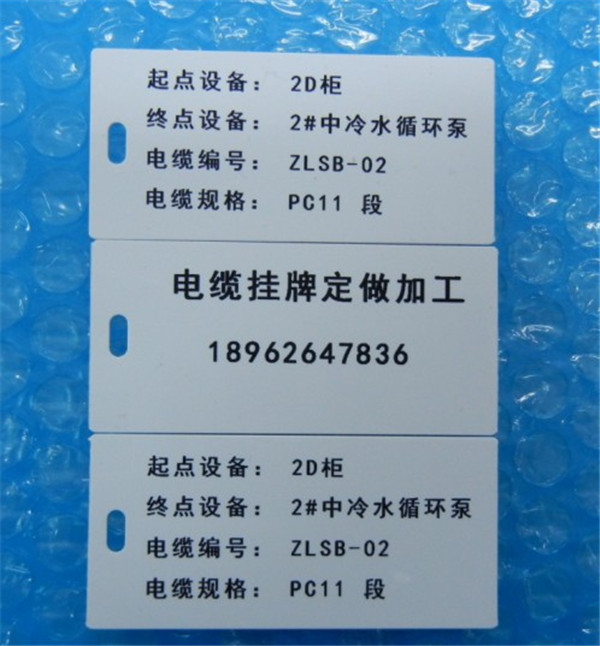 起点设备： 2D柜
终点设备： 2#中冷水循环泵
电缆编号： ZLSB-02
电缆规格： PC11 段
电缆挂牌定做加工
18962647836
起点设备： 2D柜
终点设备： 2#中冷水循环泵
电缆编号： ZLSB-02
电缆规格： PC11 段